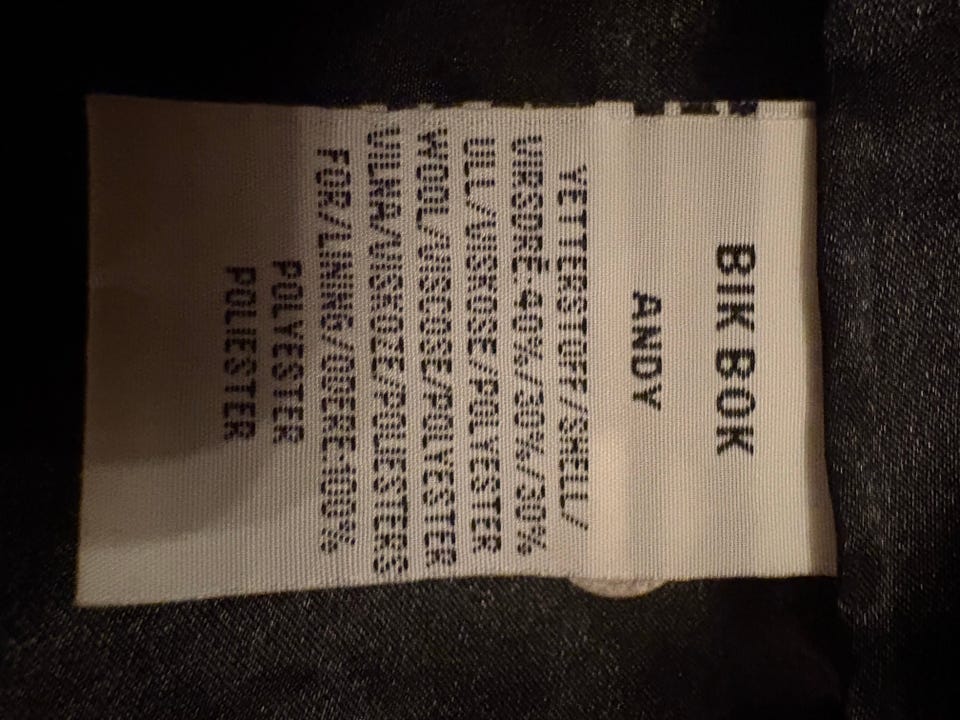 BIK BOK
ANDY
YTTERSTOFF/SHELL/
VIRSDRĒ 40%/30%/30%
ULL/VISKOSE/POLYESTER
WOOL/VISCOSE/POLYESTER
VILNA/VISKOZE/POLIESTERS
FOR/LINING/ODERE:100%
POLYESTER
POLIESTER